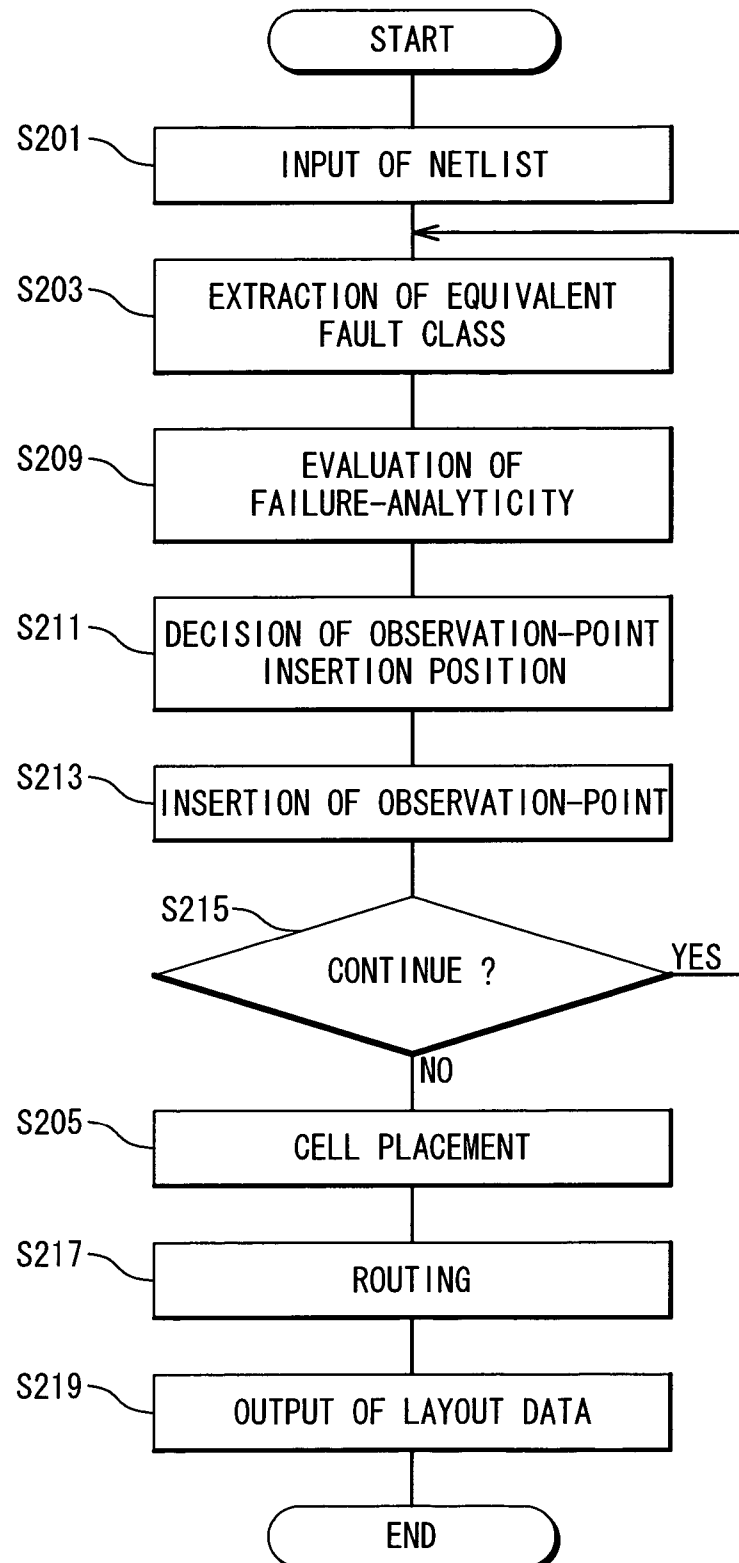 START
S201
INPUT OF NETLIST
S203
EXTRACTION OF EQUIVALENT
FAULT CLASS
S209
EVALUATION OF
FAILURE-ANALYTICITY
S211
DECISION OF OBSERVATION-POINT
INSERTION POSITION
S213
INSERTION OF OBSERVATION-POINT
S215
CONTINUE ?
YES
NO
S205
CELL PLACEMENT
S217
ROUTING
S219
OUTPUT OF LAYOUT DATA
END